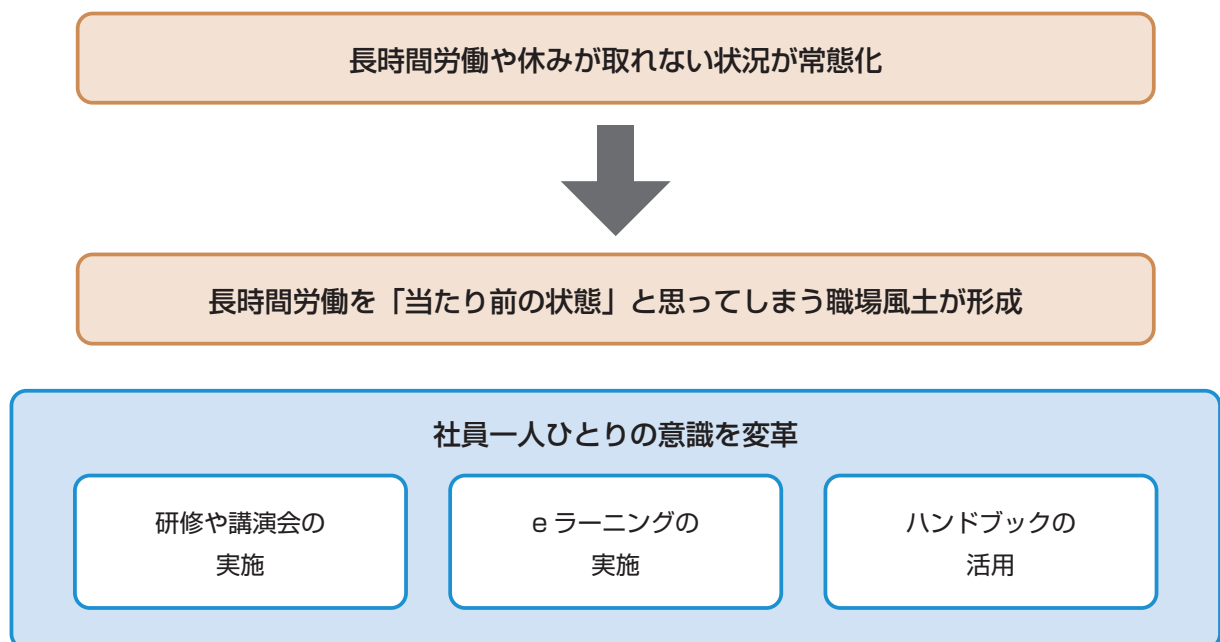 長時間労働や休みが取れない状況が常態化
長時間労働を「当たり前の状態」と思ってしまう職場風土が形成
社員一人ひとりの意識を変革
研修や講演会の
実施
e ラーニングの
実施
ハンドブックの
活用